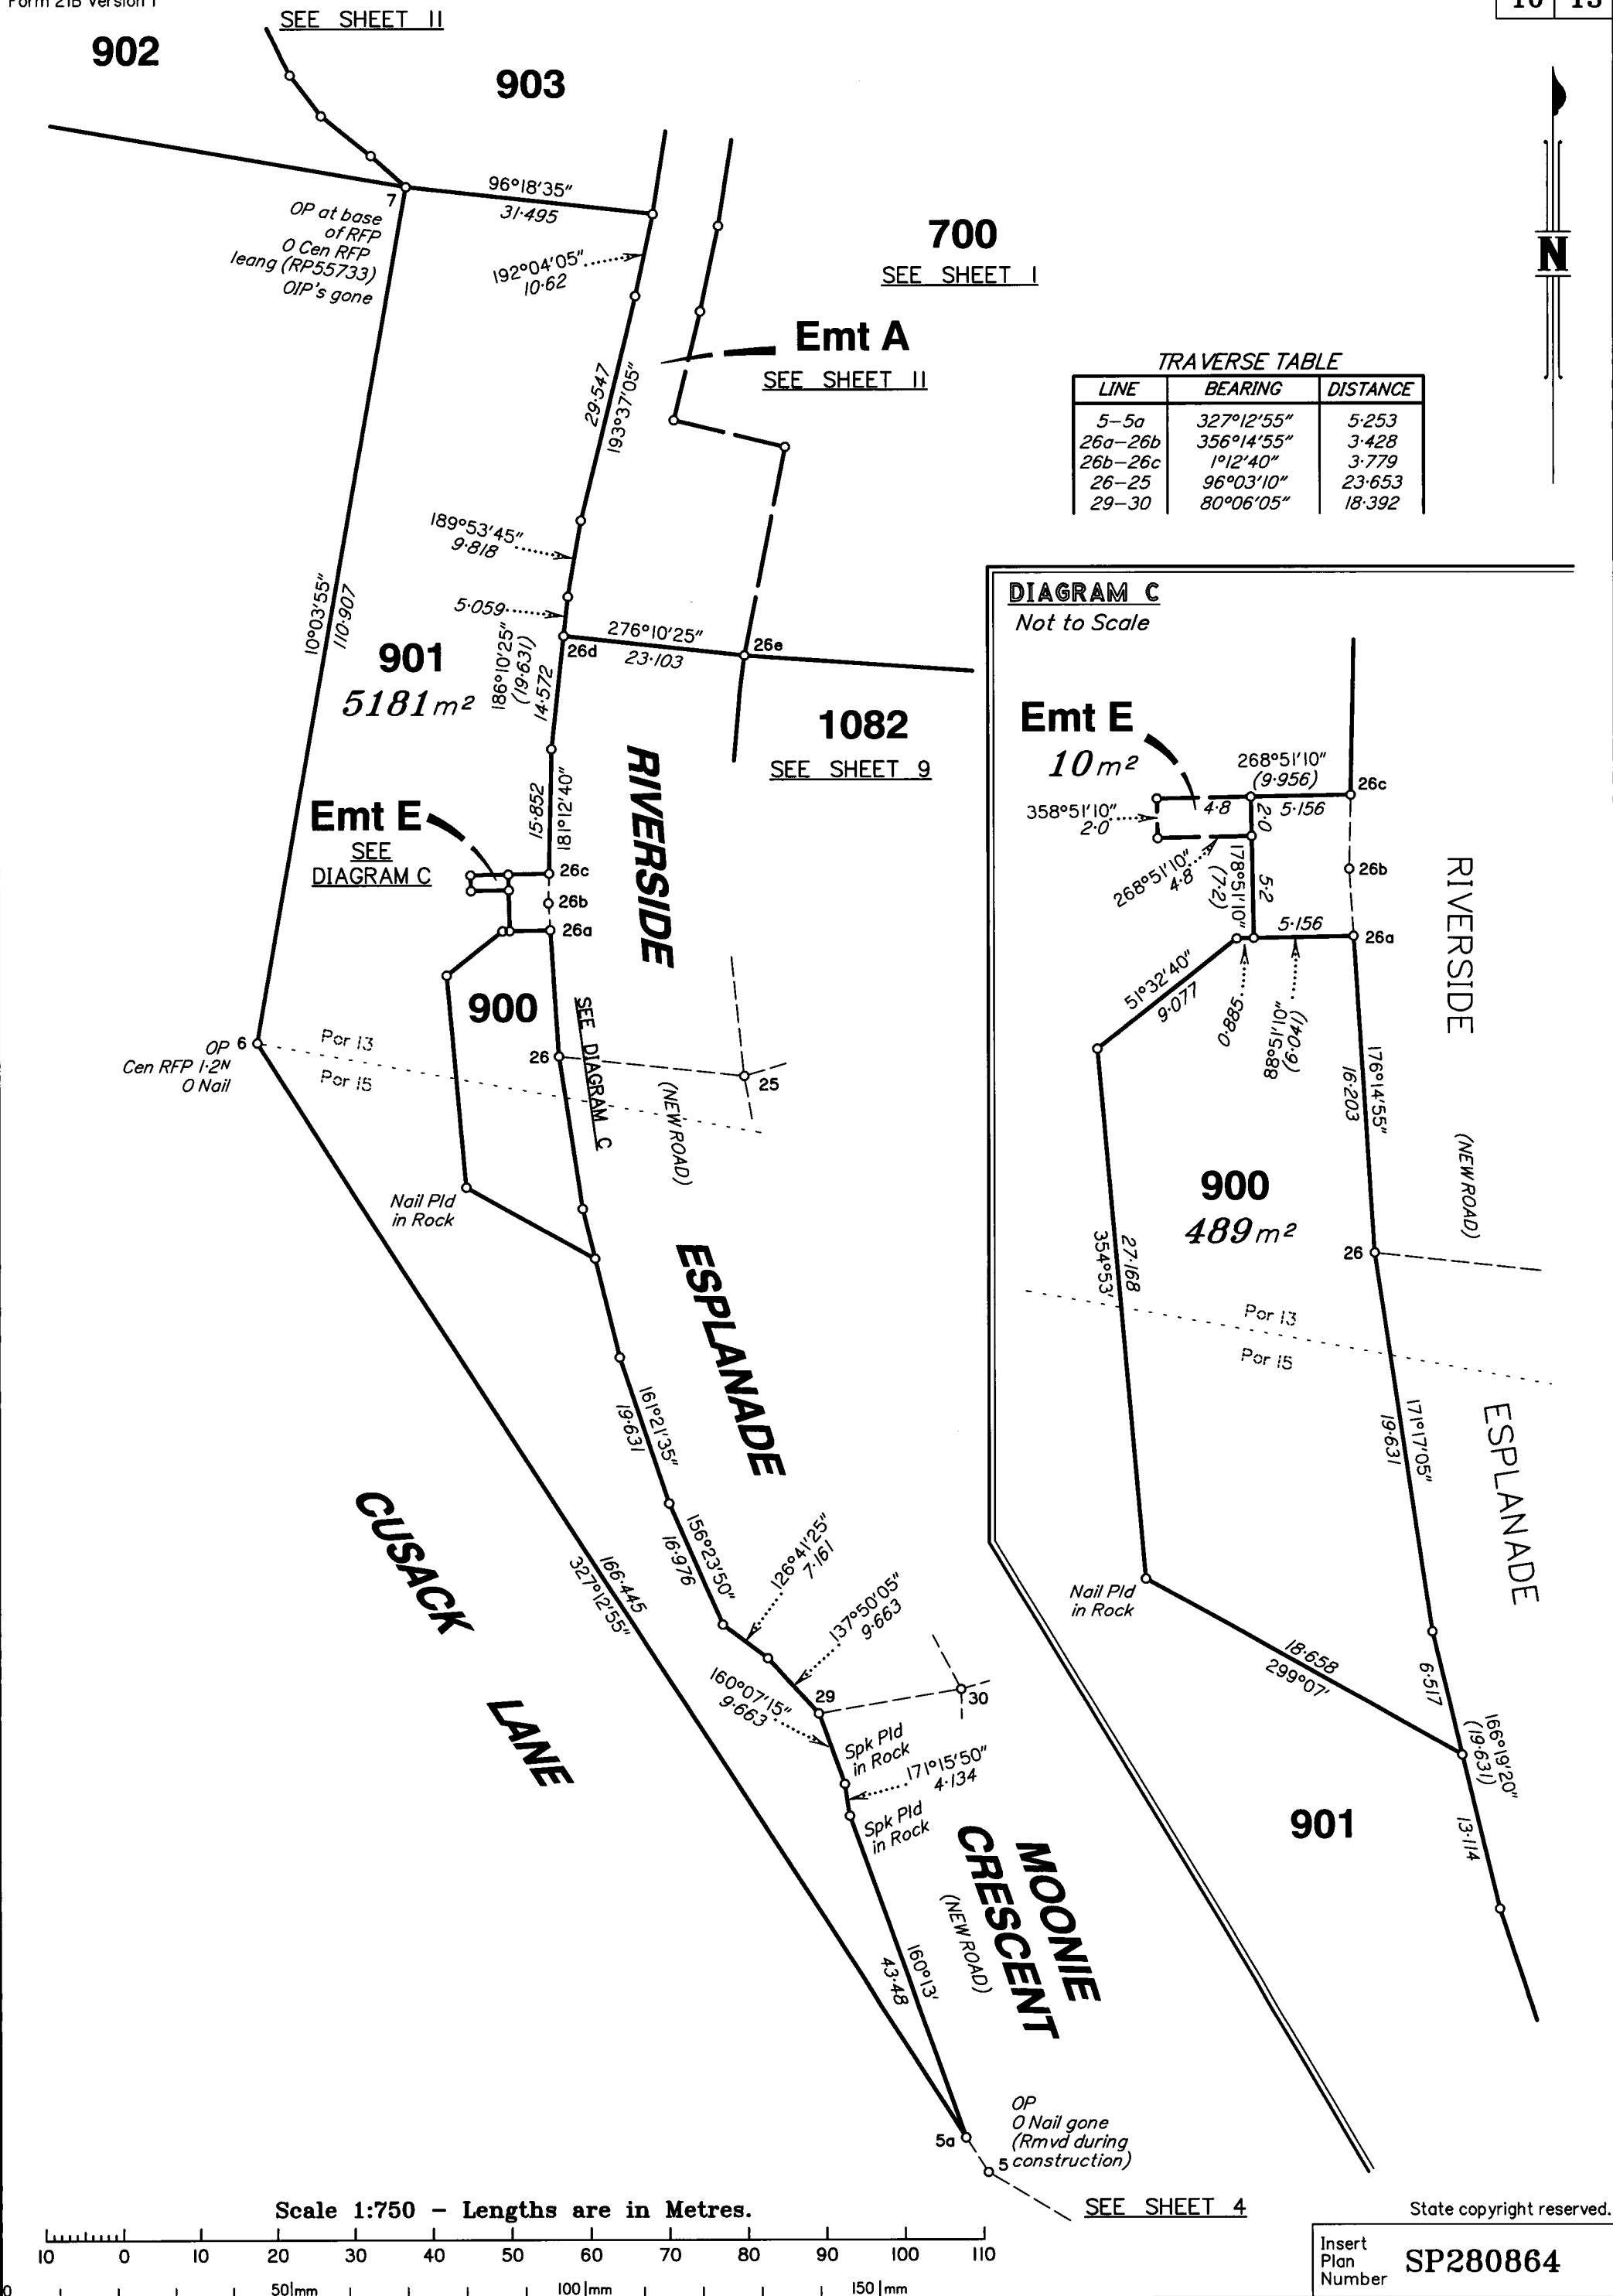 Form 21B Version 1
SEE SHEET 11
10 13
902
903
7
96°18'35"
31·495
OP at base
of RFP
O Cen RFP
leang (RP55733)
OIP's gone
192°04'05"
10·62
700
SEE SHEET 1
N
Emt A
SEE SHEET 11
29·547
193°37'05"
TRAVERSE TABLE
LINE BEARING DISTANCE
5-5a 327°12'55" 5·253
26a-26b 356°14'55" 3·428
26b-26c 1°12'40" 3·779
26-25 96°03'10" 23·653
29-30 80°06'05" 18·392
189°53'45"
9·818
5·059
10°03'55"
110·907
901
5181 m²
186°10'25"
(19·631)
14·572
26d
276°10'25"
23·103
26e
1082
SEE SHEET 9
15·852
181°12'40"
RIVERSIDE
Emt E
SEE
DIAGRAM C
26c
26b
26a
900
SEE DIAGRAM C
OP 6
Cen RFP 1·2N
O Nail
Por 13
Por 15
26
25
(NEW ROAD)
Nail Pld
in Rock
ESPLANADE
161°21'35"
19·631
CUSACK
LANE
156°23'50"
16·976
166·445
327°12'55"
126°41'25"
7·161
137°50'05"
9·663
160°07'15"
9·663
29
30
Spk Pld
in Rock
171°15'50"
4·134
Spk Pld
in Rock
MOONIE
CRESCENT
(NEW ROAD)
160°13'
43·48
5a
OP
O Nail gone
(Rmvd during
construction)
5
SEE SHEET 4
DIAGRAM C
Not to Scale
Emt E
10 m²
268°51'10"
(9·956)
26c
358°51'10"
2·0
4·8
2·0
5·156
268°51'10"
4·8
178°51'10"
(7·2)
5·2
26b
5·156
26a
RIVERSIDE
51°32'40"
9·077
0·885
88°51'10"
(6·041)
176°14'55"
16·203
(NEW ROAD)
900
489 m²
26
27·168
354°53'
Por 13
Por 15
171°17'05"
19·631
ESPLANADE
Nail Pld
in Rock
18·658
299°07'
6·517
166°19'20"
(19·631)
13·114
901
Scale 1:750 - Lengths are in Metres.
10 0 10 20 30 40 50 60 70 80 90 100 110
0 50 mm 100 mm 150 mm
State copyright reserved.
Insert
Plan
Number
SP280864